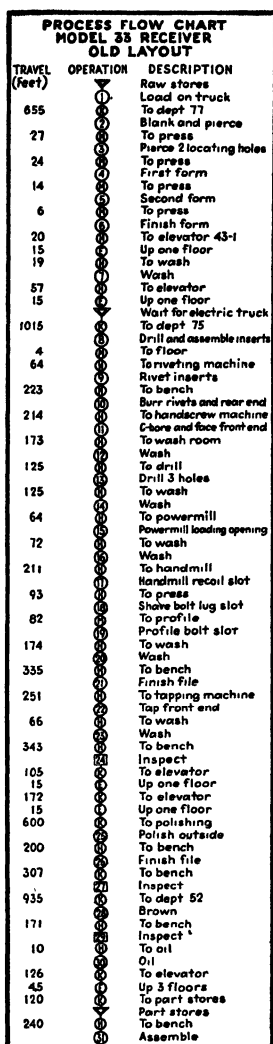 PROCESS FLOW CHART
MODEL 33 RECEIVER
OLD LAYOUT
TRAVEL OPERATION DESCRIPTION
(Feet) Raw stores
1 Load on truck
655 To dept 77
2 Blank and pierce
27 To press
3 Pierce 2 locating holes
24 To press
4 First form
14 To press
5 Second form
6 To press
6 Finish form
20 To elevator 43-1
15 Up one floor
19 To wash
7 Wash
57 To elevator
15 Up one floor
Wait for electric truck
1015 To dept 75
8 Drill and assemble inserts
4 To floor
64 To riveting machine
9 Rivet inserts
223 To bench
10 Burr rivets and rear end
214 To handscrew machine
11 C-bore and face front end
173 To wash room
12 Wash
125 To drill
13 Drill 3 holes
125 To wash
14 Wash
64 To powermill
15 Powermill loading opening
72 To wash
16 Wash
211 To handmill
17 Handmill recoil slot
93 To press
18 Shave bolt lug slot
82 To profile
19 Profile bolt slot
174 To wash
20 Wash
335 To bench
21 Finish file
251 To tapping machine
22 Tap front end
66 To wash
23 Wash
343 To bench
24 Inspect
105 To elevator
15 Up one floor
172 To elevator
15 Up one floor
600 To polishing
25 Polish outside
200 To bench
26 Finish file
307 To bench
27 Inspect
935 To dept 52
28 Brown
171 To bench
29 Inspect
10 To oil
30 Oil
126 To elevator
45 Up 3 floors
120 To part stores
Part stores
240 To bench
31 Assemble